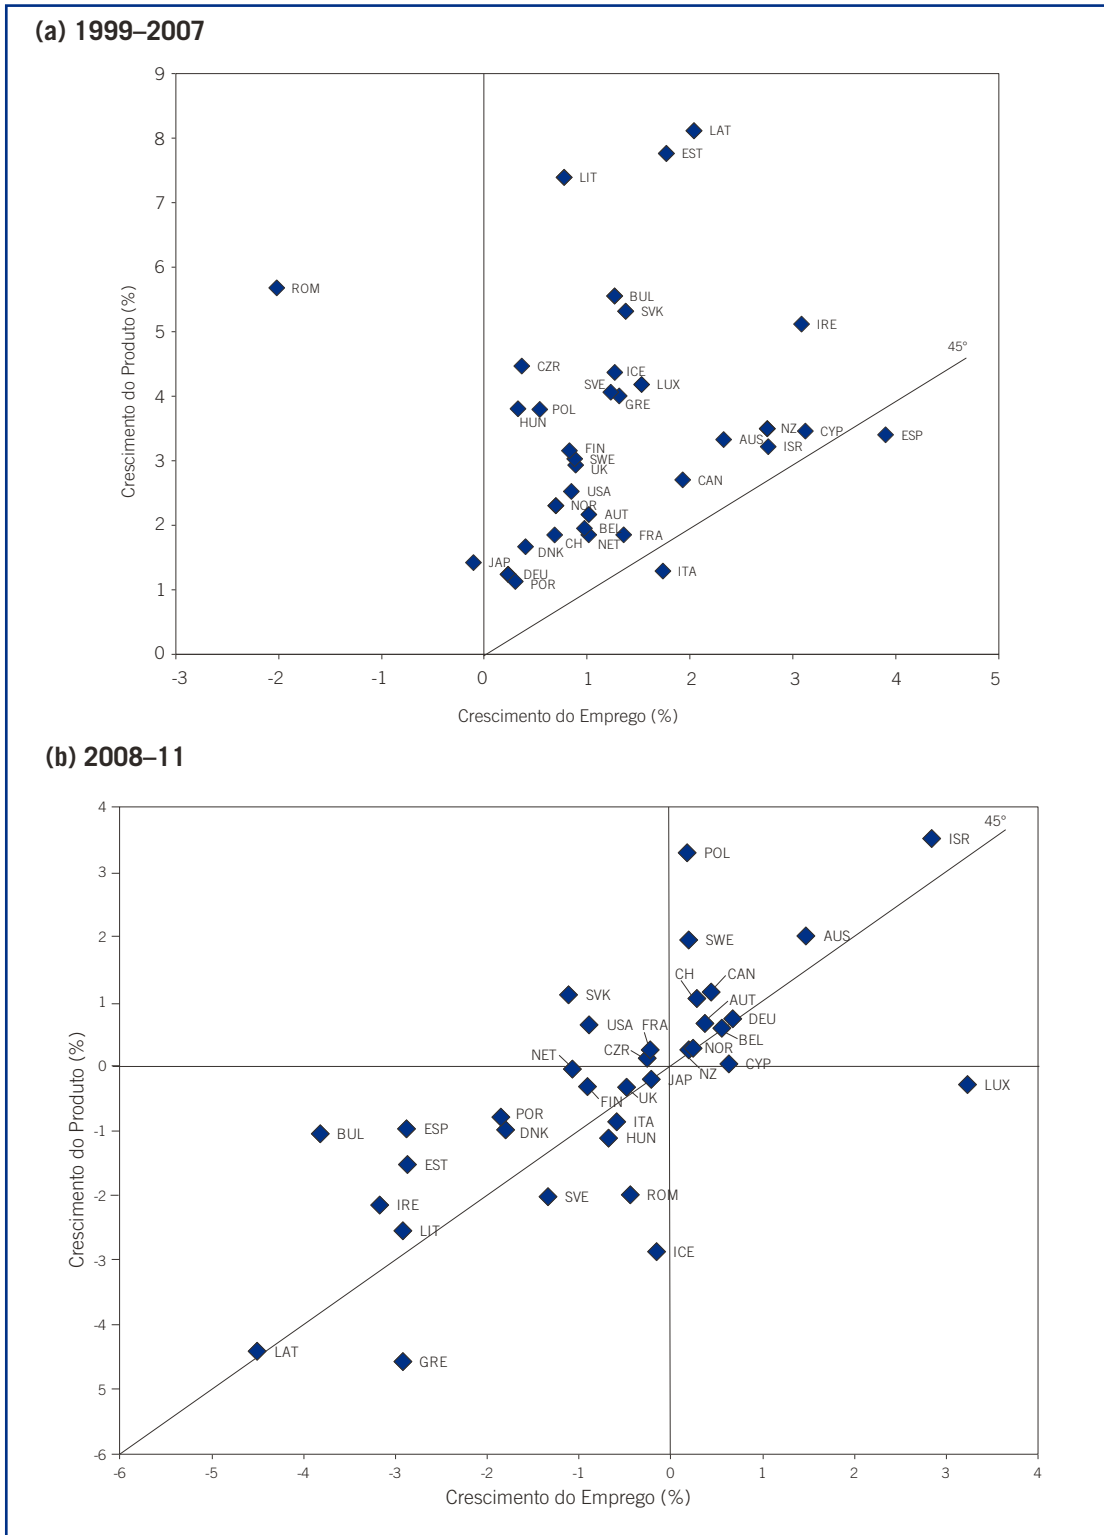 (a) 1999–2007
9
8
7
6
5
4
3
2
1
0
Crescimento do Produto (%)
LAT
EST
LIT
ROM
BUL
SVK
IRE
45º
CZR
ICE
SVE
LUX
GRE
HUN
POL
NZ
CYP
ESP
AUS
ISR
FIN
SWE
UK
CAN
USA
NOR
AUT
BEL
CH
NET
FRA
DNK
JAP
DEU
POR
ITA
-3 -2 -1 0 1 2 3 4 5
Crescimento do Emprego (%)
(b) 2008–11
4
3
2
1
0
-1
-2
-3
-4
5
-6
Crescimento do Produto (%)
45º
ISR
POL
AUS
SWE
CH
CAN
SVK
AUT
USA
FRA
DEU
BEL
NET
CZR
NOR
CYP
NZ
JAP
LUX
FIN
UK
POR
ITA
BUL
ESP
DNK
HUN
EST
IRE
SVE
ROM
LIT
ICE
LAT
GRE
-6 -5 -4 -3 -2 -1 0 1 2 3 4
Crescimento do Emprego (%)